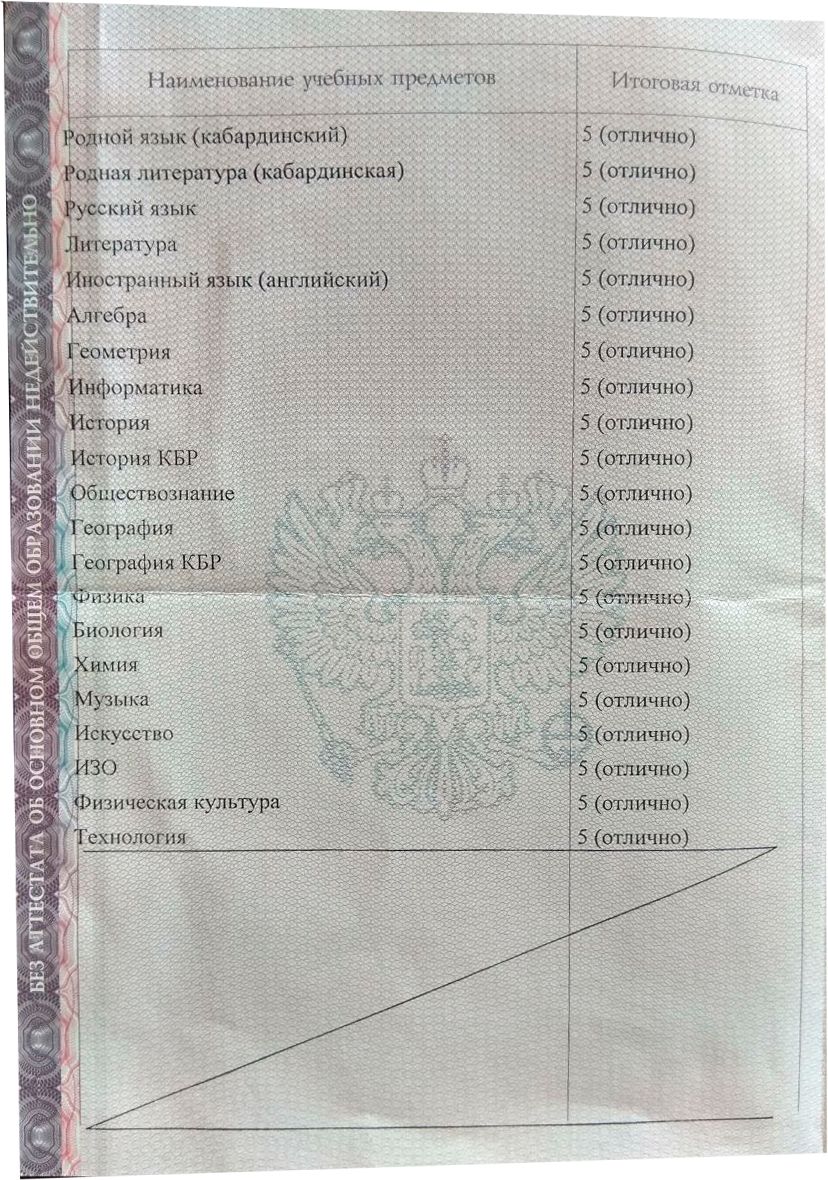 БЕЗ АТТЕСТАТА ОБ ОСНОВНОМ ОБЩЕМ ОБРАЗОВАНИИ НЕДЕЙСТВИТЕЛЬНО
Наименование учебных предметов Итоговая отметка
Родной язык (кабардинский) 5 (отлично)
Родная литература (кабардинская) 5 (отлично)
Русский язык 5 (отлично)
Литература 5 (отлично)
Иностранный язык (английский) 5 (отлично)
Алгебра 5 (отлично)
Геометрия 5 (отлично)
Информатика 5 (отлично)
История 5 (отлично)
История КБР 5 (отлично)
Обществознание 5 (отлично)
География 5 (отлично)
География КБР 5 (отлично)
Физика 5 (отлично)
Биология 5 (отлично)
Химия 5 (отлично)
Музыка 5 (отлично)
Искусство 5 (отлично)
ИЗО 5 (отлично)
Физическая культура 5 (отлично)
Технология 5 (отлично)